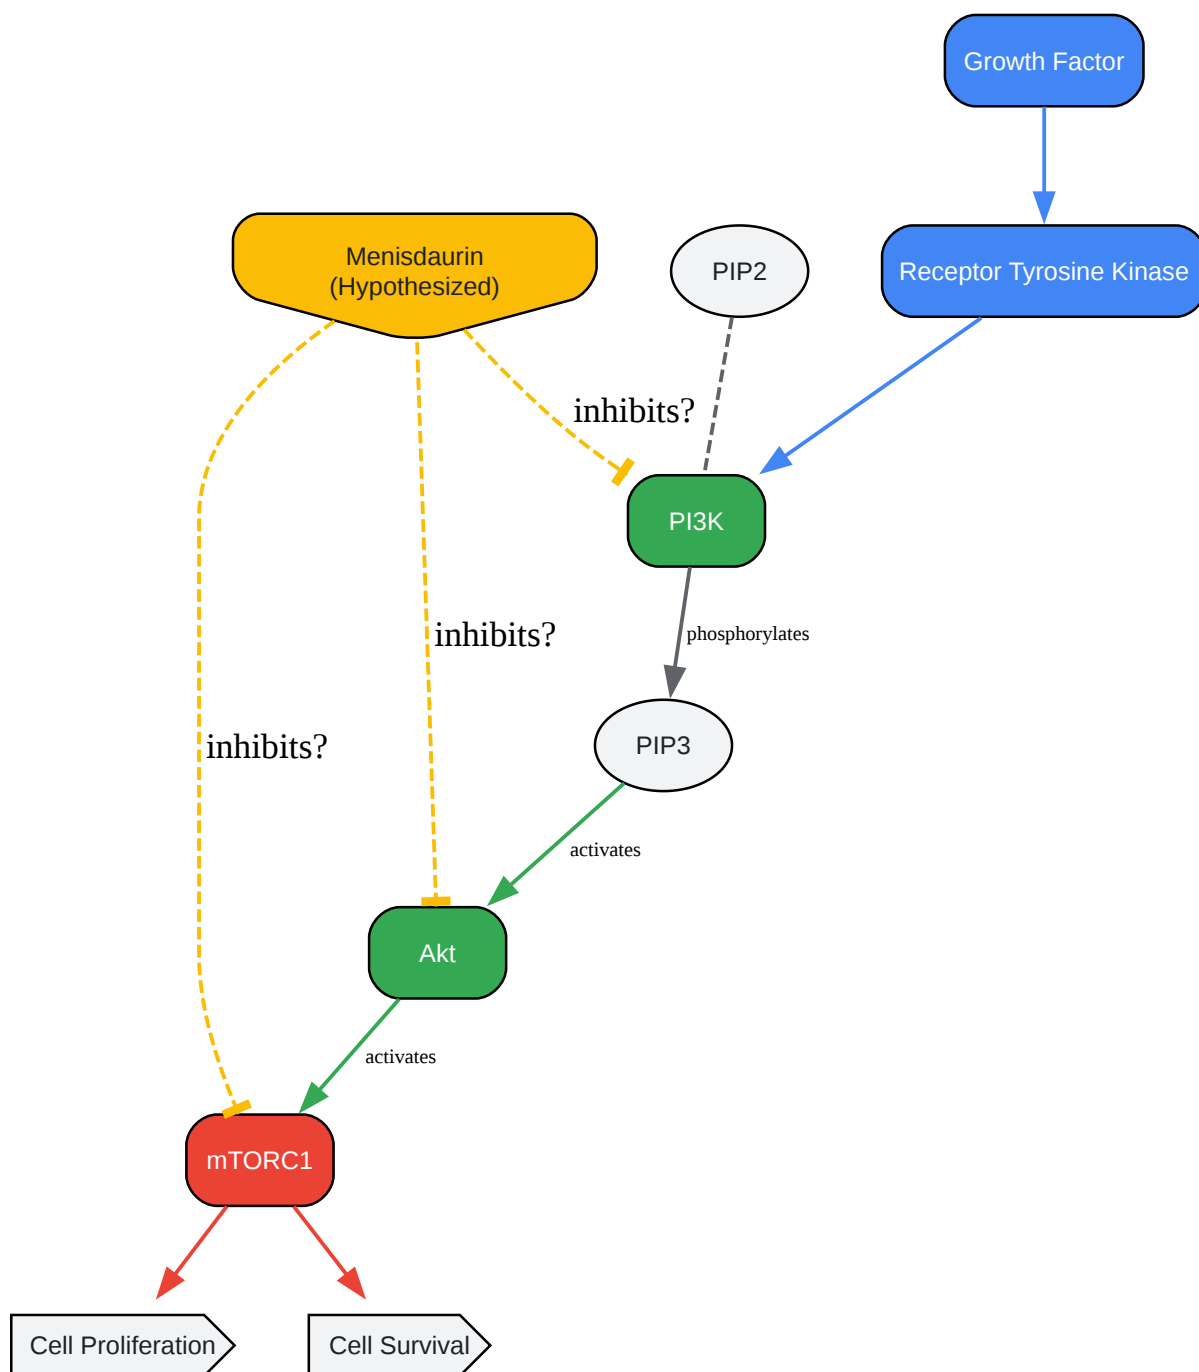 Growth Factor
Menisdaurin
(Hypothesized)
PIP2
Receptor Tyrosine Kinase
inhibits?
PI3K
inhibits?
phosphorylates
inhibits?
PIP3
activates
Akt
activates
mTORC1
Cell Proliferation
Cell Survival